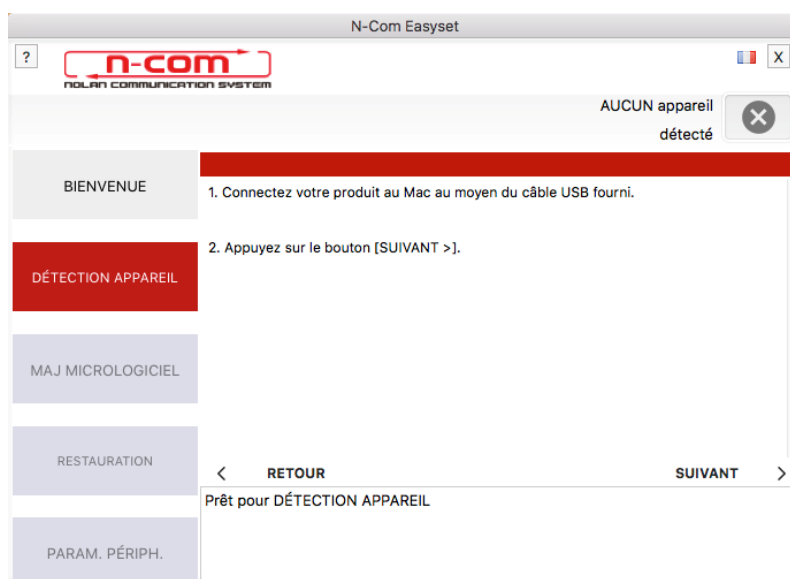 N-Com Easyset
?
n-com
NOLAN COMMUNICATION SYSTEM
X
AUCUN appareil
détecté
BIENVENUE
DÉTECTION APPAREIL
MAJ MICROLOGICIEL
RESTAURATION
PARAM. PÉRIPH.
1. Connectez votre produit au Mac au moyen du câble USB fourni.
2. Appuyez sur le bouton [SUIVANT >].
< RETOUR
SUIVANT >
Prêt pour DÉTECTION APPAREIL